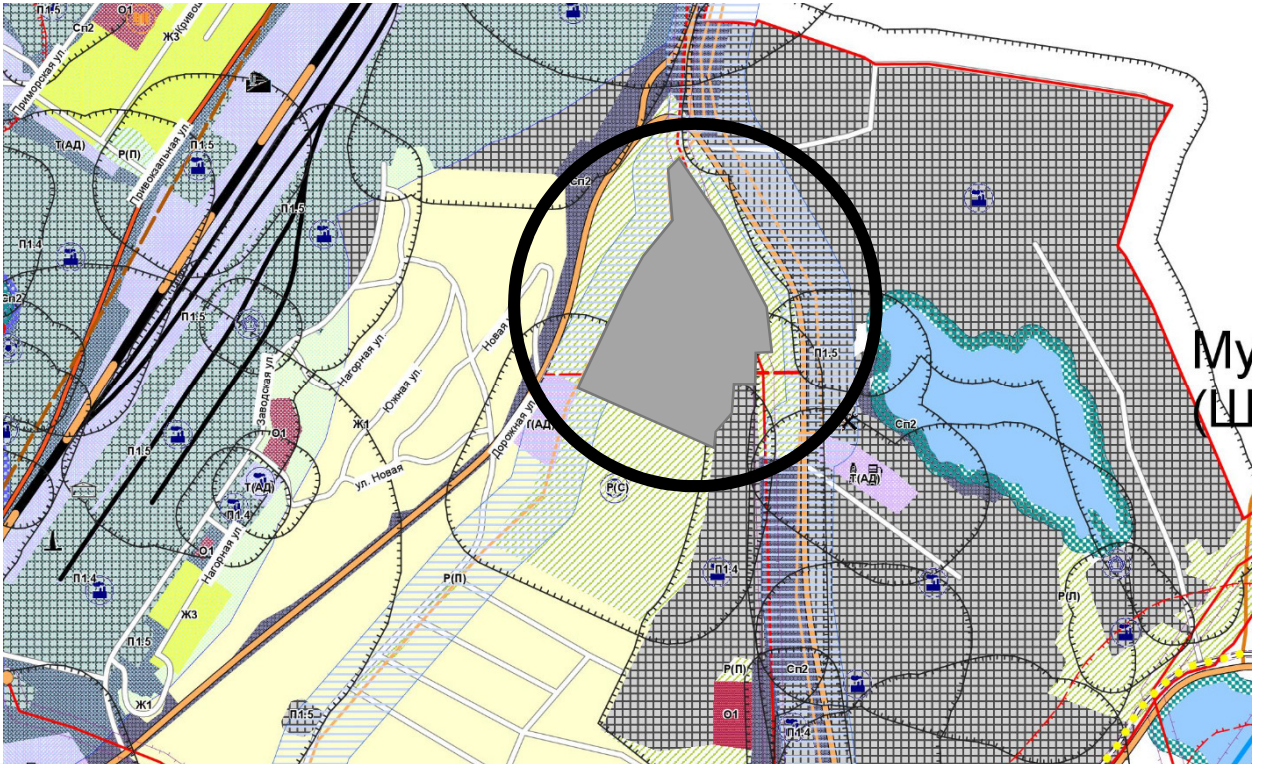 П1.5
Сп2
О1
Ж3
Кривош
Приморская ул.
Т(АД)
Р(П)
Привокзальная ул.
П1.5
П1.5
П1.4
Сп2
П1.5
Сп2
Нагорная ул.
Новая у
Заводская ул.
Южная ул.
П1.5
Му
(Ш
Ж1
О1
Дорожная ул.
Т(АД)
Сп2
П1.5
ул. Новая
Т(АД)
П1.4
Р(С)
Т(АД)
О1
Нагорная ул.
П1.4
П1.4
Р(П)
Р(Л)
Ж3
П1.5
Р(П)
Сп2
Ж1
П1.5
О1
П1.4